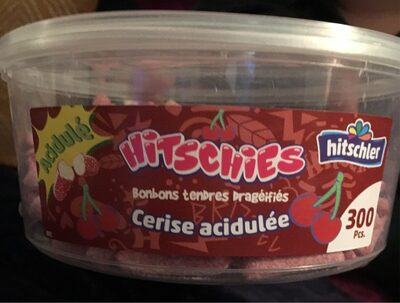 Acidulé
HiTSCHiES
hitschler
Bonbons tendres Dragéifiés
Cerise acidulée
300
Pcs.